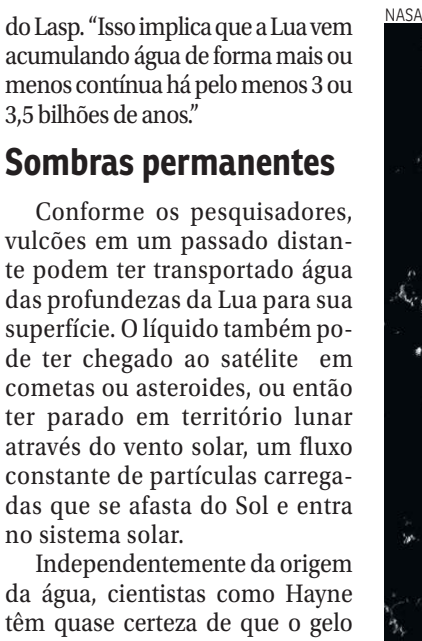 NASA
do Lasp. “Isso implica que a Lua vem
acumulando água de forma mais ou
menos contínua há pelo menos 3 ou
3,5 bilhões de anos.”
Sombras permanentes
Conforme os pesquisadores,
vulcões em um passado distan-
te podem ter transportado água
das profundezas da Lua para sua
superfície. O líquido também po-
de ter chegado ao satélite em
cometas ou asteroides, ou então
ter parado em território lunar
através do vento solar, um fluxo
constante de partículas carrega-
das que se afasta do Sol e entra
no sistema solar.
Independentemente da origem
da água, cientistas como Hayne
têm quase certeza de que o gelo